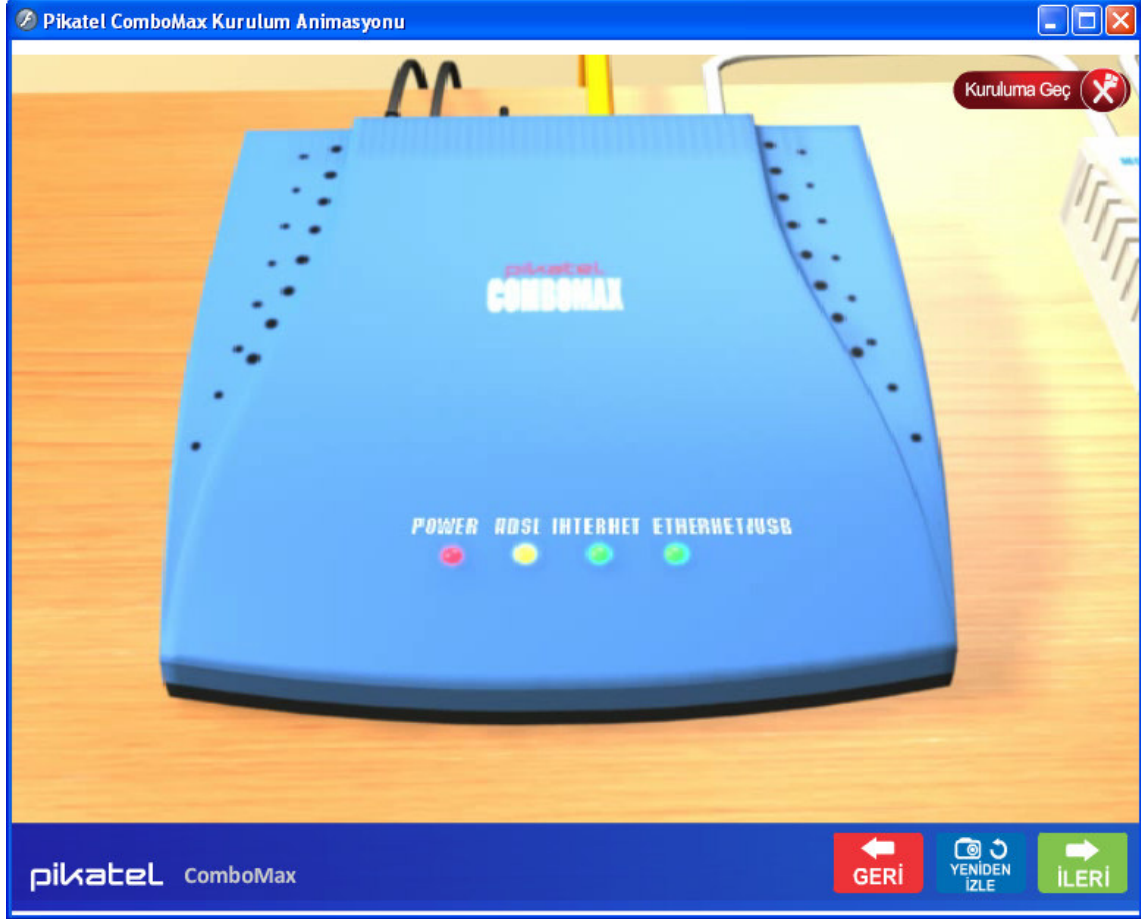 Pikatel ComboMax Kurulum Animasyonu
Kuruluma Geç
pikatel
COMBOMAX
POWER ADSL INTERNET ETHERNET/USB
pikatel ComboMax
GERİ
YENİDEN
İZLE
İLERİ